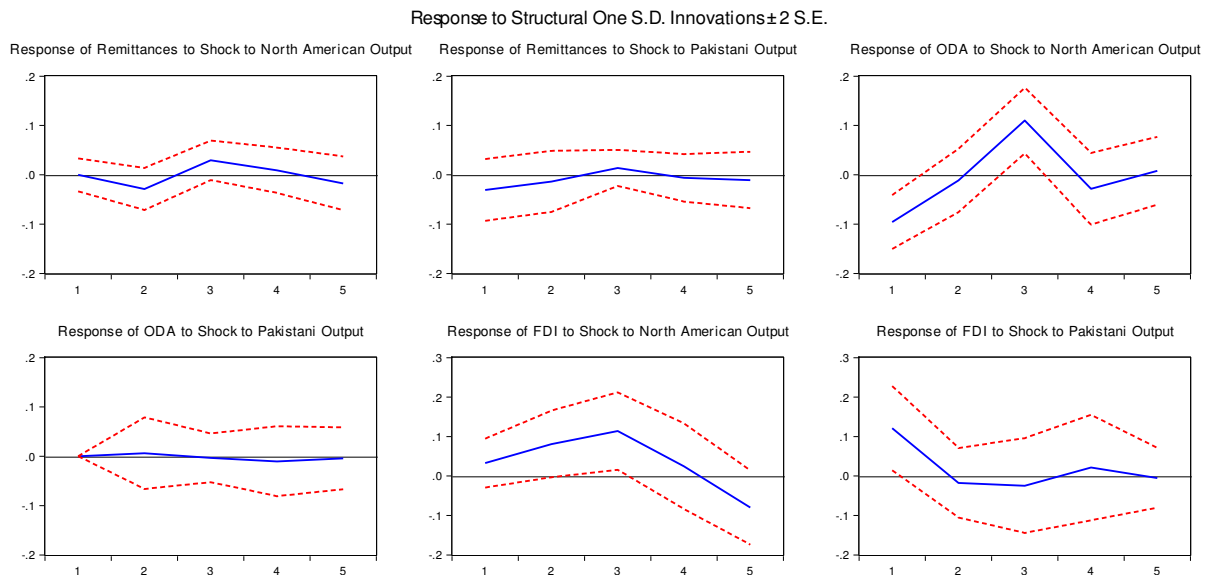 Response to Structural One S.D. Innovations ± 2 S.E.
Response of Remittances to Shock to North American Output
.2
.1
.0
-.1
-.2
1 2 3 4 5
Response of Remittances to Shock to Pakistani Output
.2
.1
.0
-.1
-.2
1 2 3 4 5
Response of ODA to Shock to North American Output
.2
.1
.0
-.1
-.2
1 2 3 4 5
Response of ODA to Shock to Pakistani Output
.2
.1
.0
-.1
-.2
1 2 3 4 5
Response of FDI to Shock to North American Output
.3
.2
.1
.0
-.1
-.2
1 2 3 4 5
Response of FDI to Shock to Pakistani Output
.3
.2
.1
.0
-.1
-.2
1 2 3 4 5